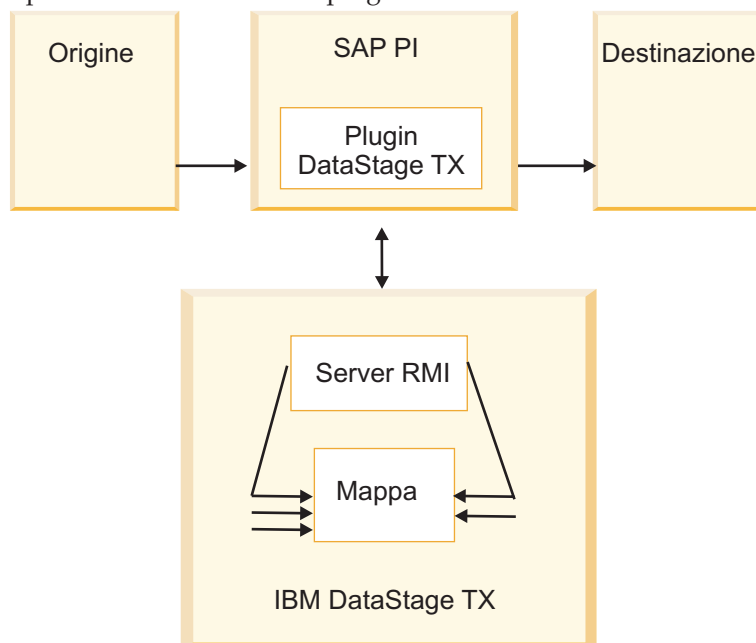 Origine
SAP PI
Destinazione
Plugin
DataStage TX
Server RMI
Mappa
IBM DataStage TX